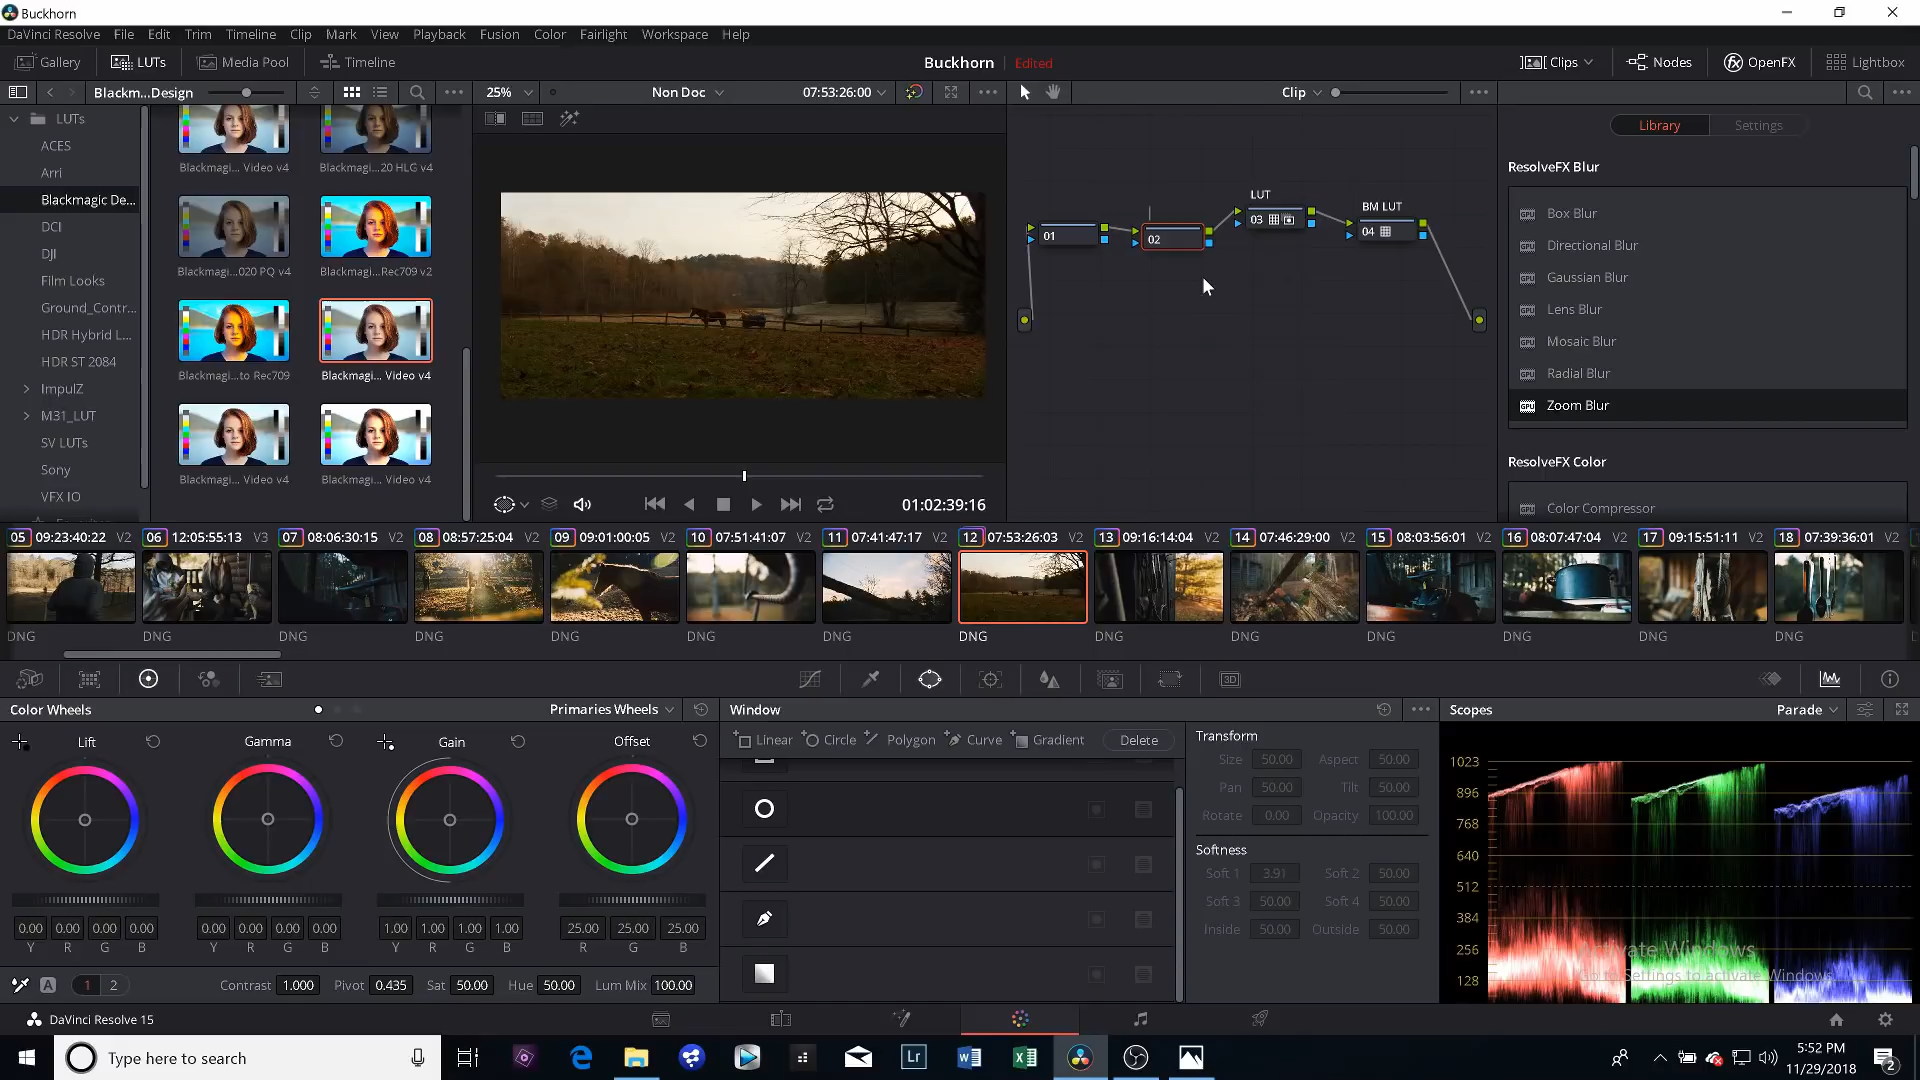 Buckhorn
DaVinci Resolve File Edit Trim Timeline Clip Mark View Playback Fusion Color Fairlight Workspace Help
Gallery LUTs Media Pool Timeline Buckhorn Edited Clips Nodes OpenFX Lightbox
Blackm...Design 25% Non Doc 07:53:26:00 Clip
LUTs
ACES
Arri
Blackmagic De...
DCI
DJI
Film Looks
Ground_Contr...
HDR Hybrid L...
HDR ST 2084
ImpulZ
M31_LUT
SV LUTs
Sony
VFX IO
Blackmagi... Video v4 Blackmagi...20 HLG v4
Blackmagi...020 PQ v4 Blackmagi...Rec709 v2
Blackmagi...to Rec709 Blackmagi... Video v4
Blackmagi... Video v4 Blackmagi... Video v4
01:02:39:16
01
02
LUT
03
BM LUT
04
Library Settings
ResolveFX Blur
Box Blur
Directional Blur
Gaussian Blur
Lens Blur
Mosaic Blur
Radial Blur
Zoom Blur
ResolveFX Color
Color Compressor
05 09:23:40:22 V2 06 12:05:55:13 V3 07 08:06:30:15 V2 08 08:57:25:04 V2 09 09:01:00:05 V2 10 07:51:41:07 V2 11 07:41:47:17 V2 12 07:53:26:03 V2 13 09:16:14:04 V2 14 07:46:29:00 V2 15 08:03:56:01 V2 16 08:07:47:04 V2 17 09:15:51:11 V2 18 07:39:36:01 V2
DNG DNG DNG DNG DNG DNG DNG DNG DNG DNG DNG DNG DNG DNG
3D
Color Wheels Primaries Wheels
Lift Gamma Gain Offset
0.00 0.00 0.00 0.00 0.00 0.00 0.00 0.00 1.00 1.00 1.00 1.00 25.00 25.00 25.00
Y R G B Y R G B Y R G B R G B
A 1 2 Contrast 1.000 Pivot 0.435 Sat 50.00 Hue 50.00 Lum Mix 100.00
Window
Linear Circle Polygon Curve Gradient Delete
Transform
Size 50.00 Aspect 50.00
Pan 50.00 Tilt 50.00
Rotate 0.00 Opacity 100.00
Softness
Soft 1 3.91 Soft 2 50.00
Soft 3 50.00 Soft 4 50.00
Inside 50.00 Outside 50.00
Scopes Parade
1023
896
768
640
512
384
256
128
Activate Windows
Go to Settings to activate Windows.
DaVinci Resolve 15
Type here to search
Lr
5:52 PM
11/29/2018
2